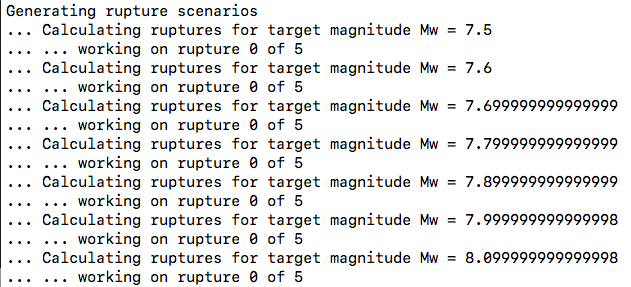 Generating rupture scenarios
... Calculating ruptures for target magnitude Mw = 7.5
... ... working on rupture 0 of 5
... Calculating ruptures for target magnitude Mw = 7.6
... ... working on rupture 0 of 5
... Calculating ruptures for target magnitude Mw = 7.699999999999999
... ... working on rupture 0 of 5
... Calculating ruptures for target magnitude Mw = 7.799999999999999
... ... working on rupture 0 of 5
... Calculating ruptures for target magnitude Mw = 7.899999999999999
... ... working on rupture 0 of 5
... Calculating ruptures for target magnitude Mw = 7.999999999999998
... ... working on rupture 0 of 5
... Calculating ruptures for target magnitude Mw = 8.099999999999998
... ... working on rupture 0 of 5